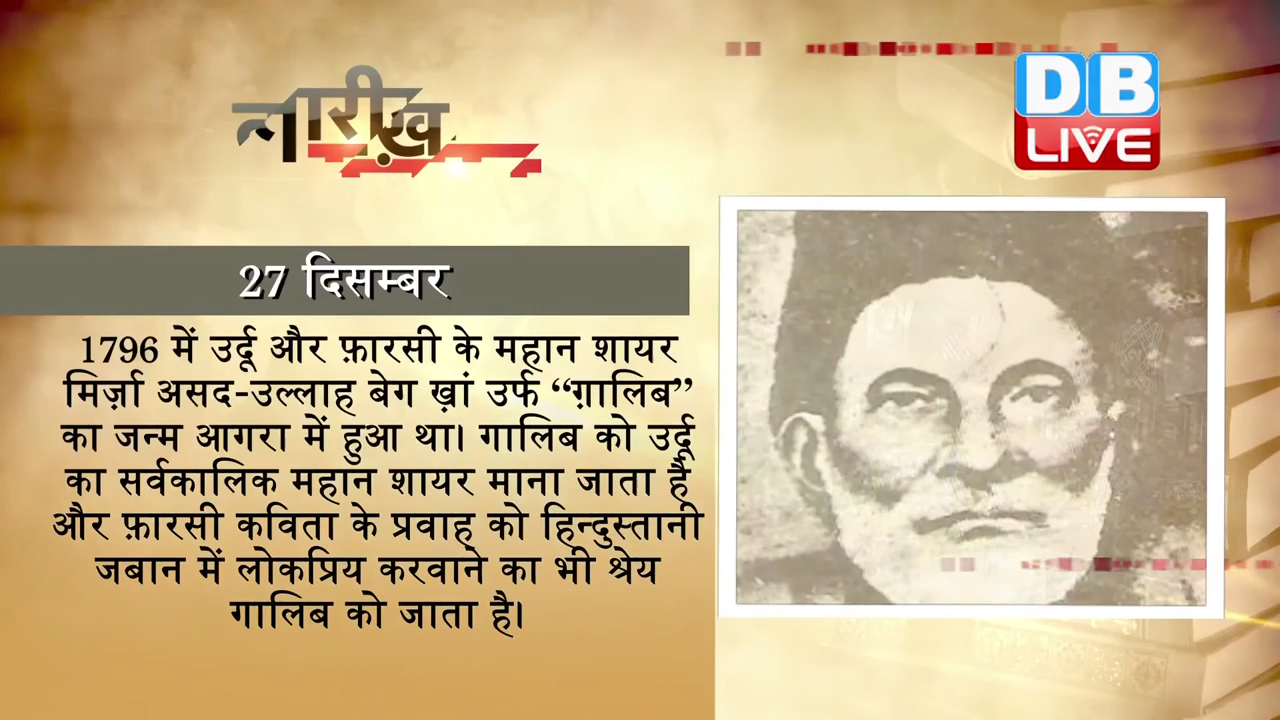 तारीख़
DB
LIVE
27 दिसम्बर
1796 में उर्दू और फ़ारसी के महान शायर
मिर्ज़ा असद-उल्लाह बेग ख़ां उर्फ “ग़ालिब”
का जन्म आगरा में हुआ था। गालिब को उर्दू
का सर्वकालिक महान शायर माना जाता है
और फ़ारसी कविता के प्रवाह को हिन्दुस्तानी
जबान में लोकप्रिय करवाने का भी श्रेय
गालिब को जाता है।